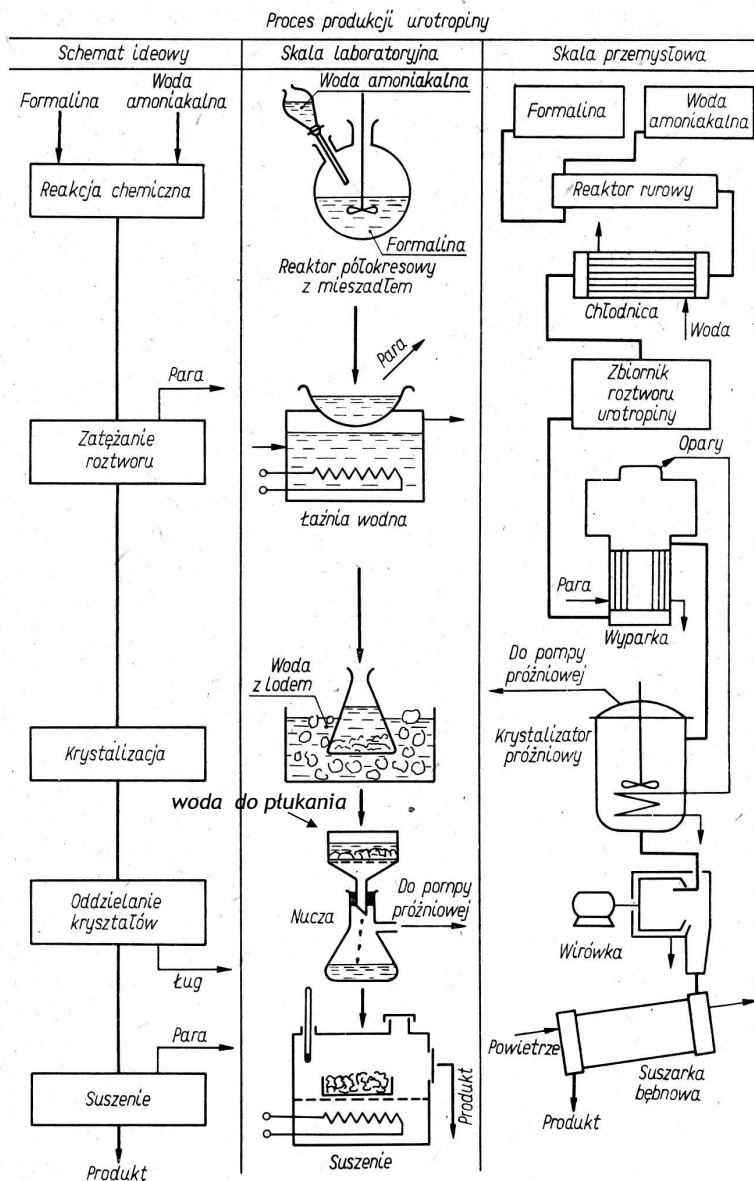 Proces produkcji urotropiny
Schemat ideowy
Formalina
Woda
amoniakalna
Reakcja chemiczna
Para
Zatężanie
roztworu
Krystalizacja
Oddzielanie
kryształów
Ług
Para
Suszenie
Produkt
Skala laboratoryjna
Woda amoniakalna
Formalina
Reaktor półokresowy
z mieszadłem
Para
Łaźnia wodna
Woda
z lodem
woda do płukania
Nucza
Do pompy
próżniowej
Produkt
Suszenie
Skala przemysłowa
Formalina
Woda
amoniakalna
Reaktor rurowy
Chłodnica
Woda
Zbiornik
roztworu
urotropiny
Opary
Para
Wyparka
Do pompy
próżniowej
Krystalizator
próżniowy
Wirówka
Powietrze
Suszarka
bębnowa
Produkt